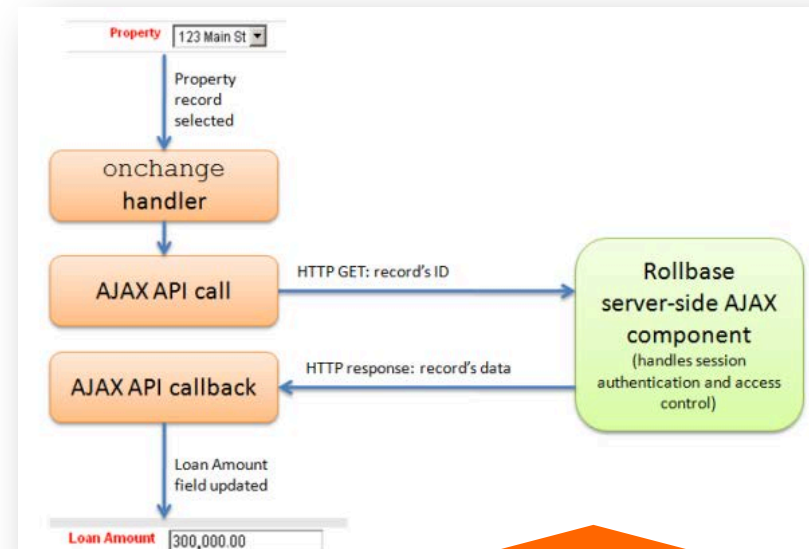 Property 123 Main St
Property
record
selected
onchange
handler
AJAX API call
HTTP GET: record's ID
Rollbase
server-side AJAX
component
(handles session
authentication and access
control)
AJAX API callback
HTTP response: record's data
Loan Amount
field updated
Loan Amount 300,000.00